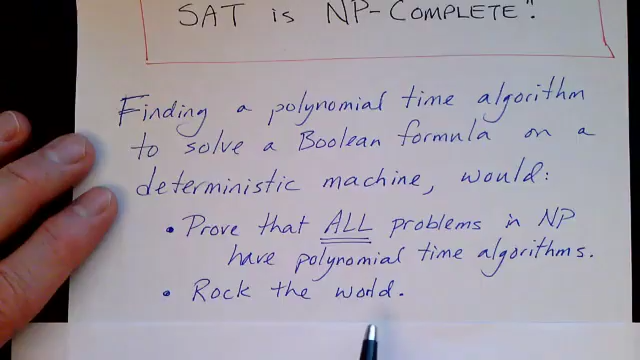 SAT is NP-COMPLETE".
Finding a polynomial time algorithm
to solve a Boolean formula on a
deterministic machine, would:
• Prove that ALL problems in NP
have polynomial time algorithms.
• Rock the world.